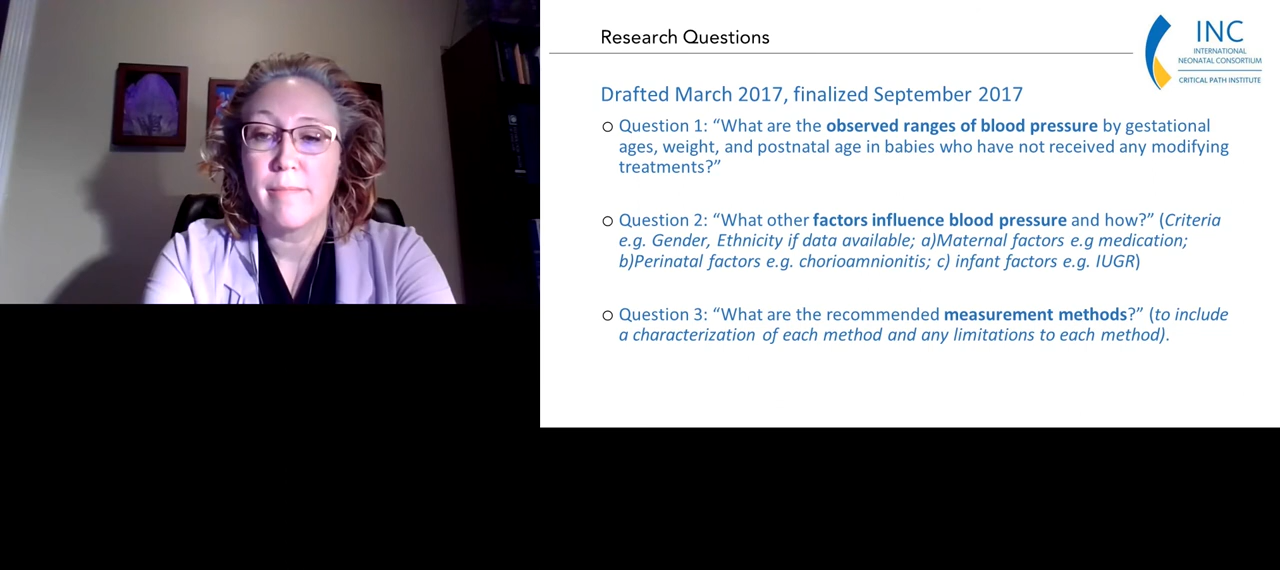 Research Questions
INC
INTERNATIONAL
NEONATAL CONSORTIUM
CRITICAL PATH INSTITUTE
Drafted March 2017, finalized September 2017
Question 1: “What are the observed ranges of blood pressure by gestational
ages, weight, and postnatal age in babies who have not received any modifying
treatments?”
Question 2: “What other factors influence blood pressure and how?” (Criteria
e.g. Gender, Ethnicity if data available; a)Maternal factors e.g medication;
b)Perinatal factors e.g. chorioamnionitis; c) infant factors e.g. IUGR)
Question 3: “What are the recommended measurement methods?” (to include
a characterization of each method and any limitations to each method).